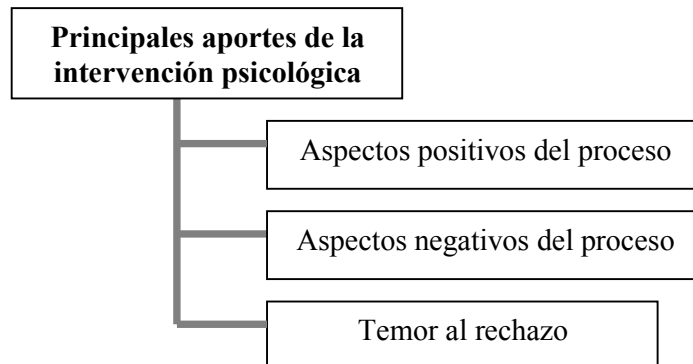 Principales aportes de la
intervención psicológica
Aspectos positivos del proceso
Aspectos negativos del proceso
Temor al rechazo